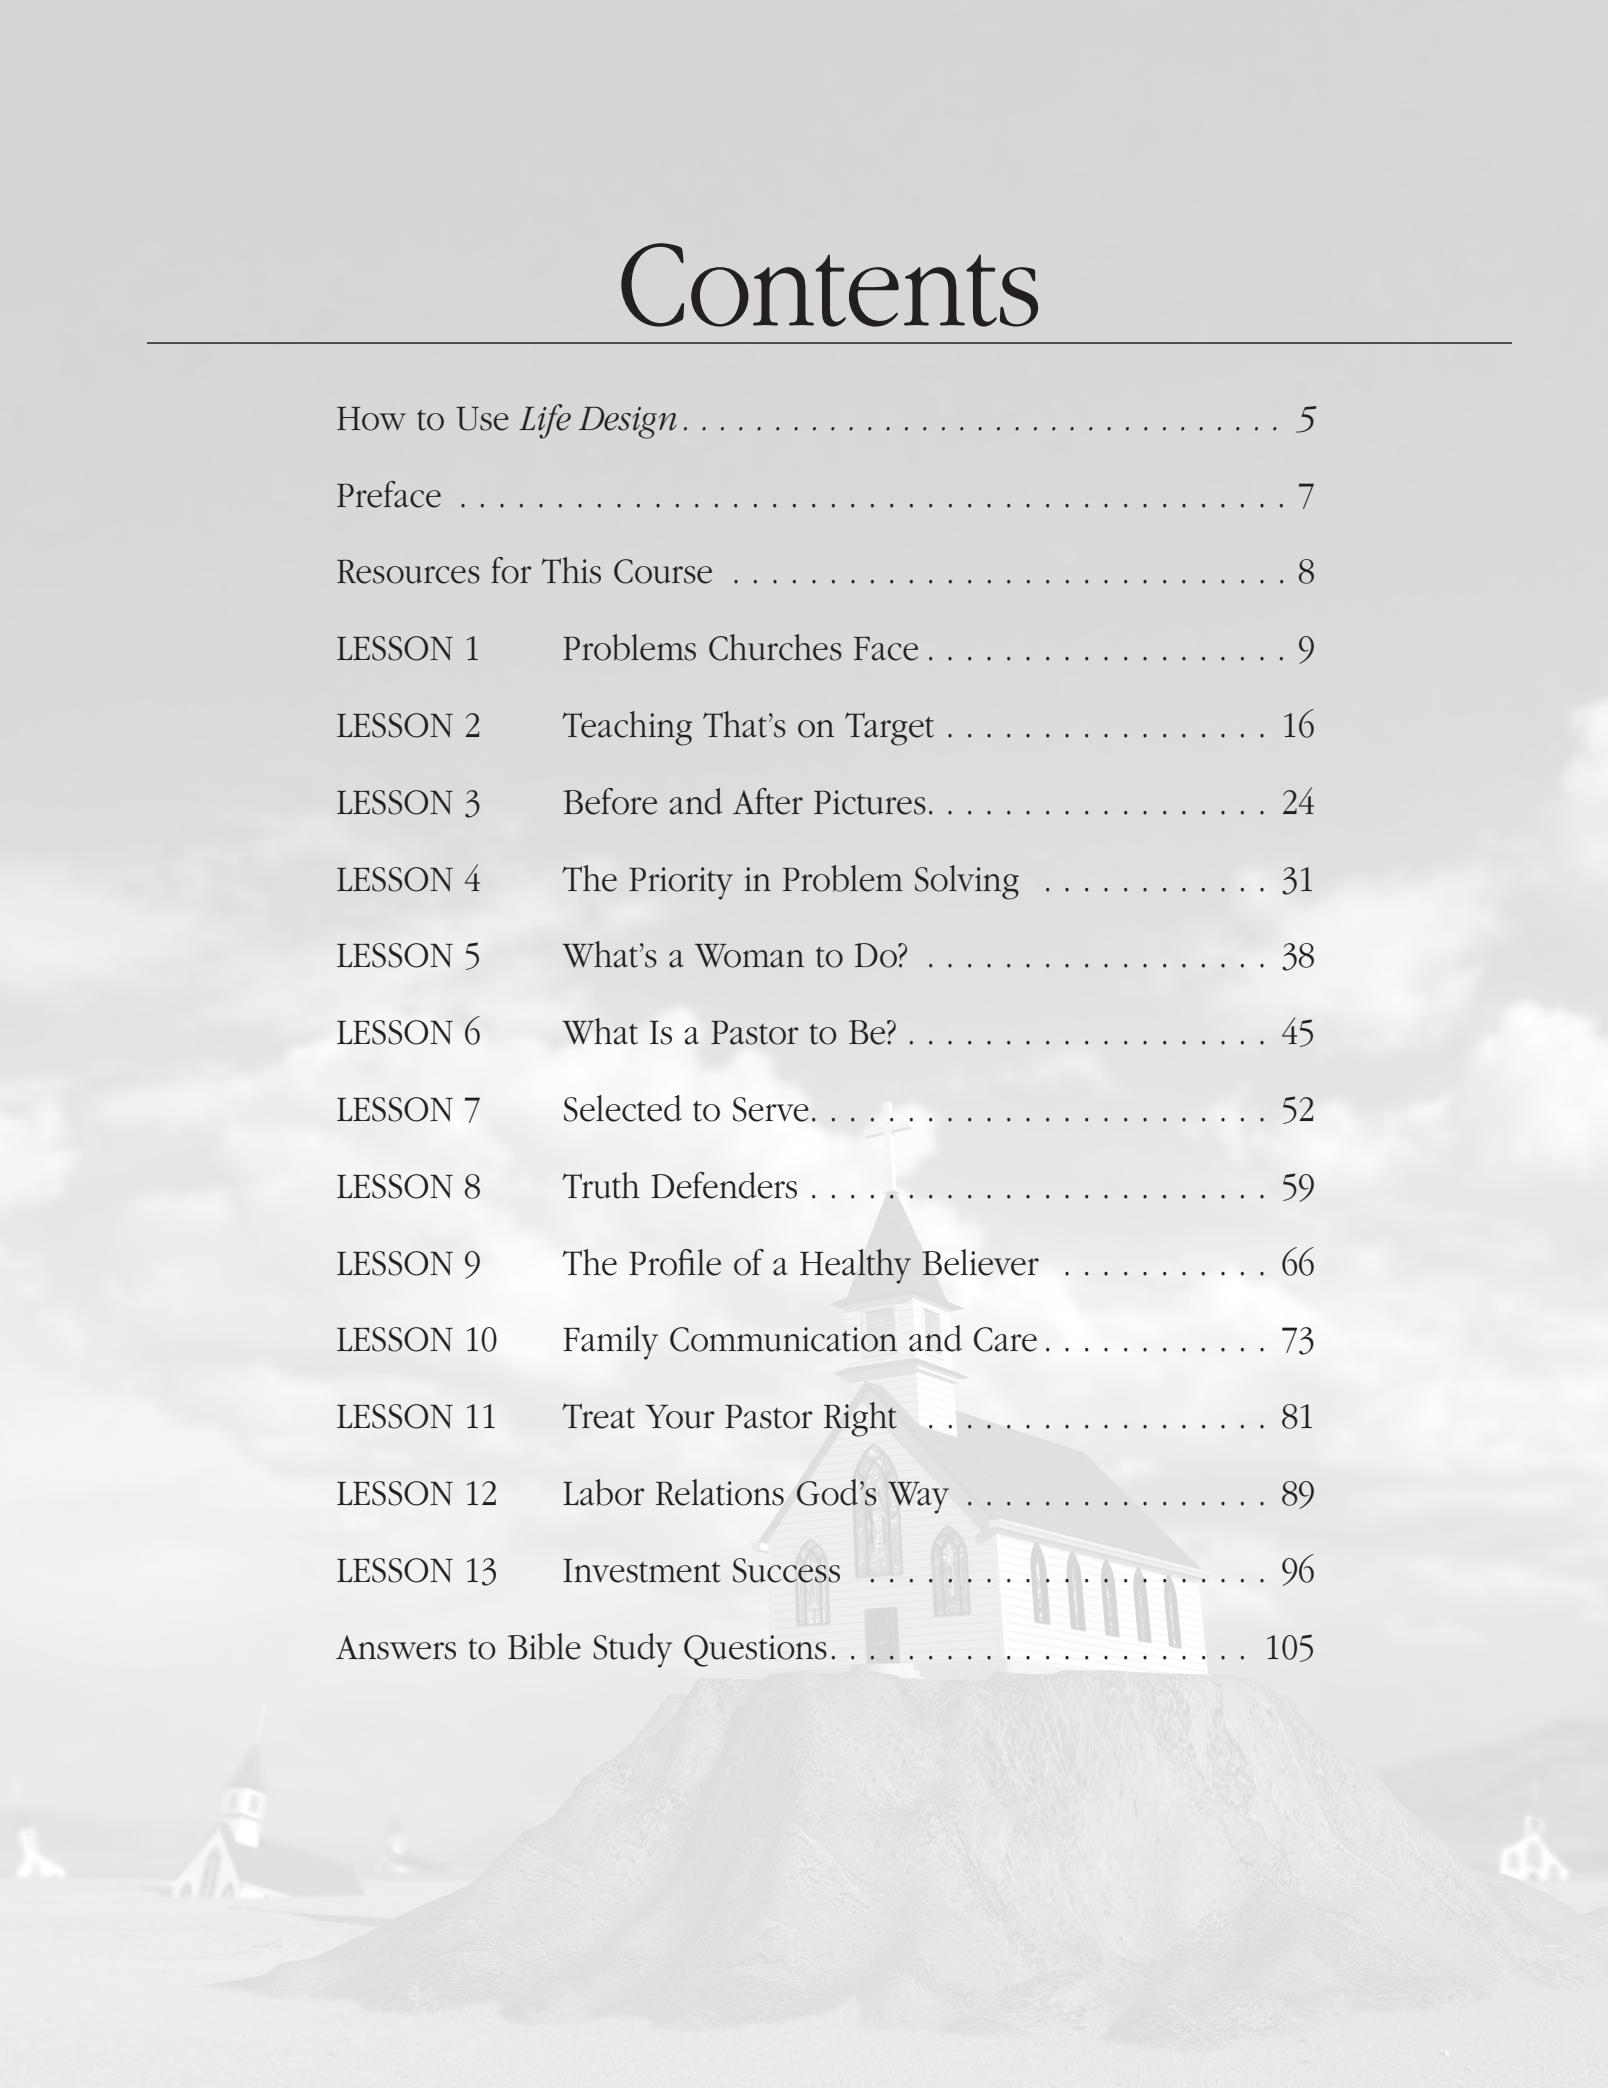 Contents
How to Use Life Design. . . . . . . . . . . . . . . . . . . . . . . . . . . . . . . . . 5
Preface . . . . . . . . . . . . . . . . . . . . . . . . . . . . . . . . . . . . . . . . . . . 7
Resources for This Course . . . . . . . . . . . . . . . . . . . . . . . . . . . . . 8
LESSON 1 Problems Churches Face . . . . . . . . . . . . . . . . . . . 9
LESSON 2 Teaching That’s on Target . . . . . . . . . . . . . . . . . 16
LESSON 3 Before and After Pictures. . . . . . . . . . . . . . . . . . 24
LESSON 4 The Priority in Problem Solving . . . . . . . . . . . . 31
LESSON 5 What’s a Woman to Do? . . . . . . . . . . . . . . . . . . 38
LESSON 6 What Is a Pastor to Be? . . . . . . . . . . . . . . . . . . . 45
LESSON 7 Selected to Serve. . . . . . . . . . . . . . . . . . . . . . . . 52
LESSON 8 Truth Defenders . . . . . . . . . . . . . . . . . . . . . . . . 59
LESSON 9 The Profile of a Healthy Believer . . . . . . . . . . . 66
LESSON 10 Family Communication and Care . . . . . . . . . . . . 73
LESSON 11 Treat Your Pastor Right . . . . . . . . . . . . . . . . . . 81
LESSON 12 Labor Relations God’s Way . . . . . . . . . . . . . . . . 89
LESSON 13 Investment Success . . . . . . . . . . . . . . . . . . . . . 96
Answers to Bible Study Questions. . . . . . . . . . . . . . . . . . . . . . 105